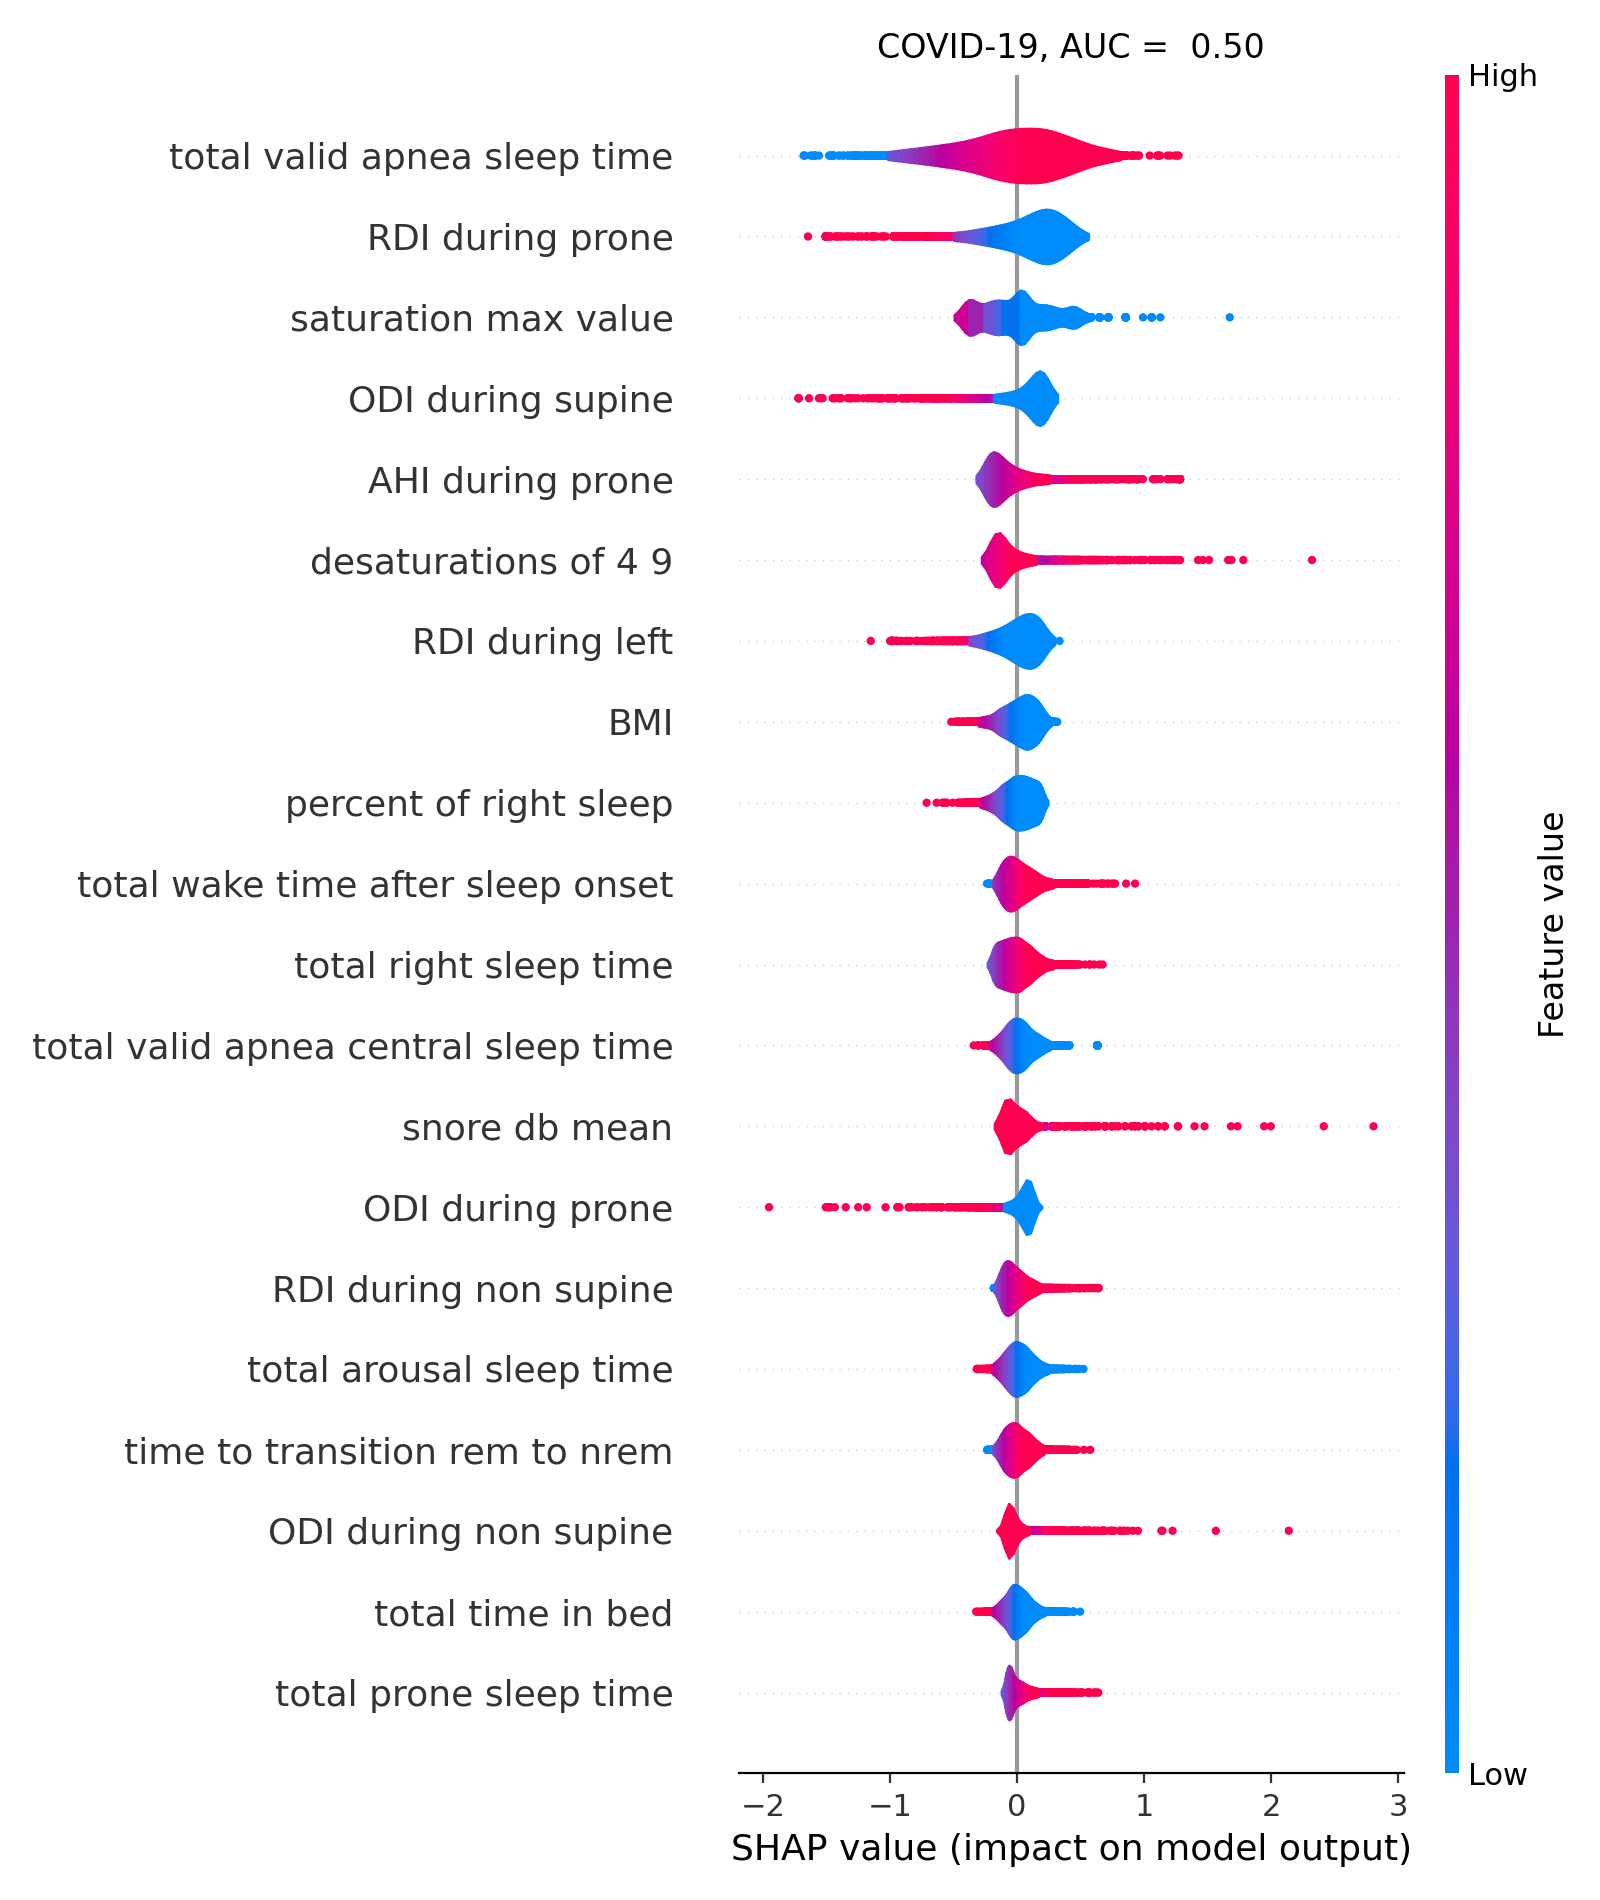 COVID-19, AUC =  0.50
High
total valid apnea sleep time
RDI during prone
saturation max value
ODI during supine
AHI during prone
desaturations of 4 9
RDI during left
BMI
percent of right sleep
total wake time after sleep onset
total right sleep time
total valid apnea central sleep time
snore db mean
ODI during prone
RDI during non supine
total arousal sleep time
time to transition rem to nrem
ODI during non supine
total time in bed
total prone sleep time
Feature value
Low
−2 −1 0 1 2 3
SHAP value (impact on model output)